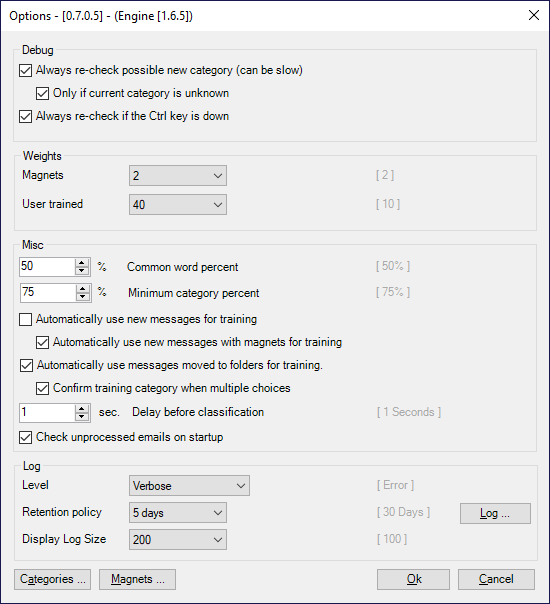 Options - [0.7.0.5] - (Engine [1.6.5])
Debug
Always re-check possible new category (can be slow)
Only if current category is unknown
Always re-check if the Ctrl key is down
Weights
Magnets 2 [ 2 ]
User trained 40 [ 10 ]
Misc
50 % Common word percent [ 50% ]
75 % Minimum category percent [ 75% ]
Automatically use new messages for training
Automatically use new messages with magnets for training
Automatically use messages moved to folders for training.
Confirm training category when multiple choices
1 sec. Delay before classification [ 1 Seconds ]
Check unprocessed emails on startup
Log
Level Verbose [ Error ]
Retention policy 5 days [ 30 Days ] Log ...
Display Log Size 200 [ 100 ]
Categories ... Magnets ... Ok Cancel